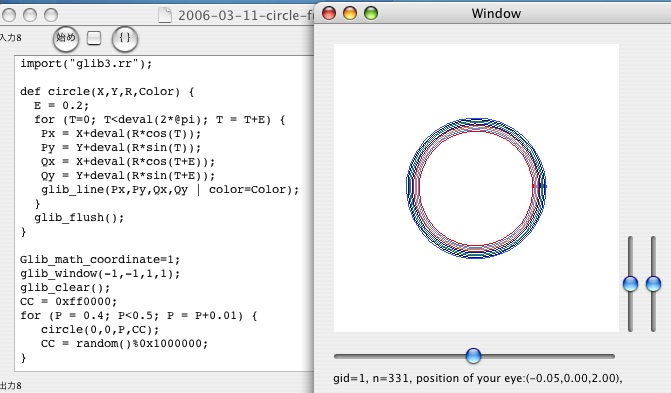 2006-03-11-circle-f
Window
入力8
始め
{ }
import("glib3.rr");
def circle(X,Y,R,Color) {
E = 0.2;
for (T=0; T<deval(2*@pi); T = T+E) {
Px = X+deval(R*cos(T));
Py = Y+deval(R*sin(T));
Qx = X+deval(R*cos(T+E));
Qy = Y+deval(R*sin(T+E));
glib_line(Px,Py,Qx,Qy | color=Color);
}
glib_flush();
}
Glib_math_coordinate=1;
glib_window(-1,-1,1,1);
glib_clear();
CC = 0xff0000;
for (P = 0.4; P<0.5; P = P+0.01) {
circle(0,0,P,CC);
CC = random()%0x1000000;
}
出力8
gid=1, n=331, position of your eye:(-0.05,0.00,2.00),